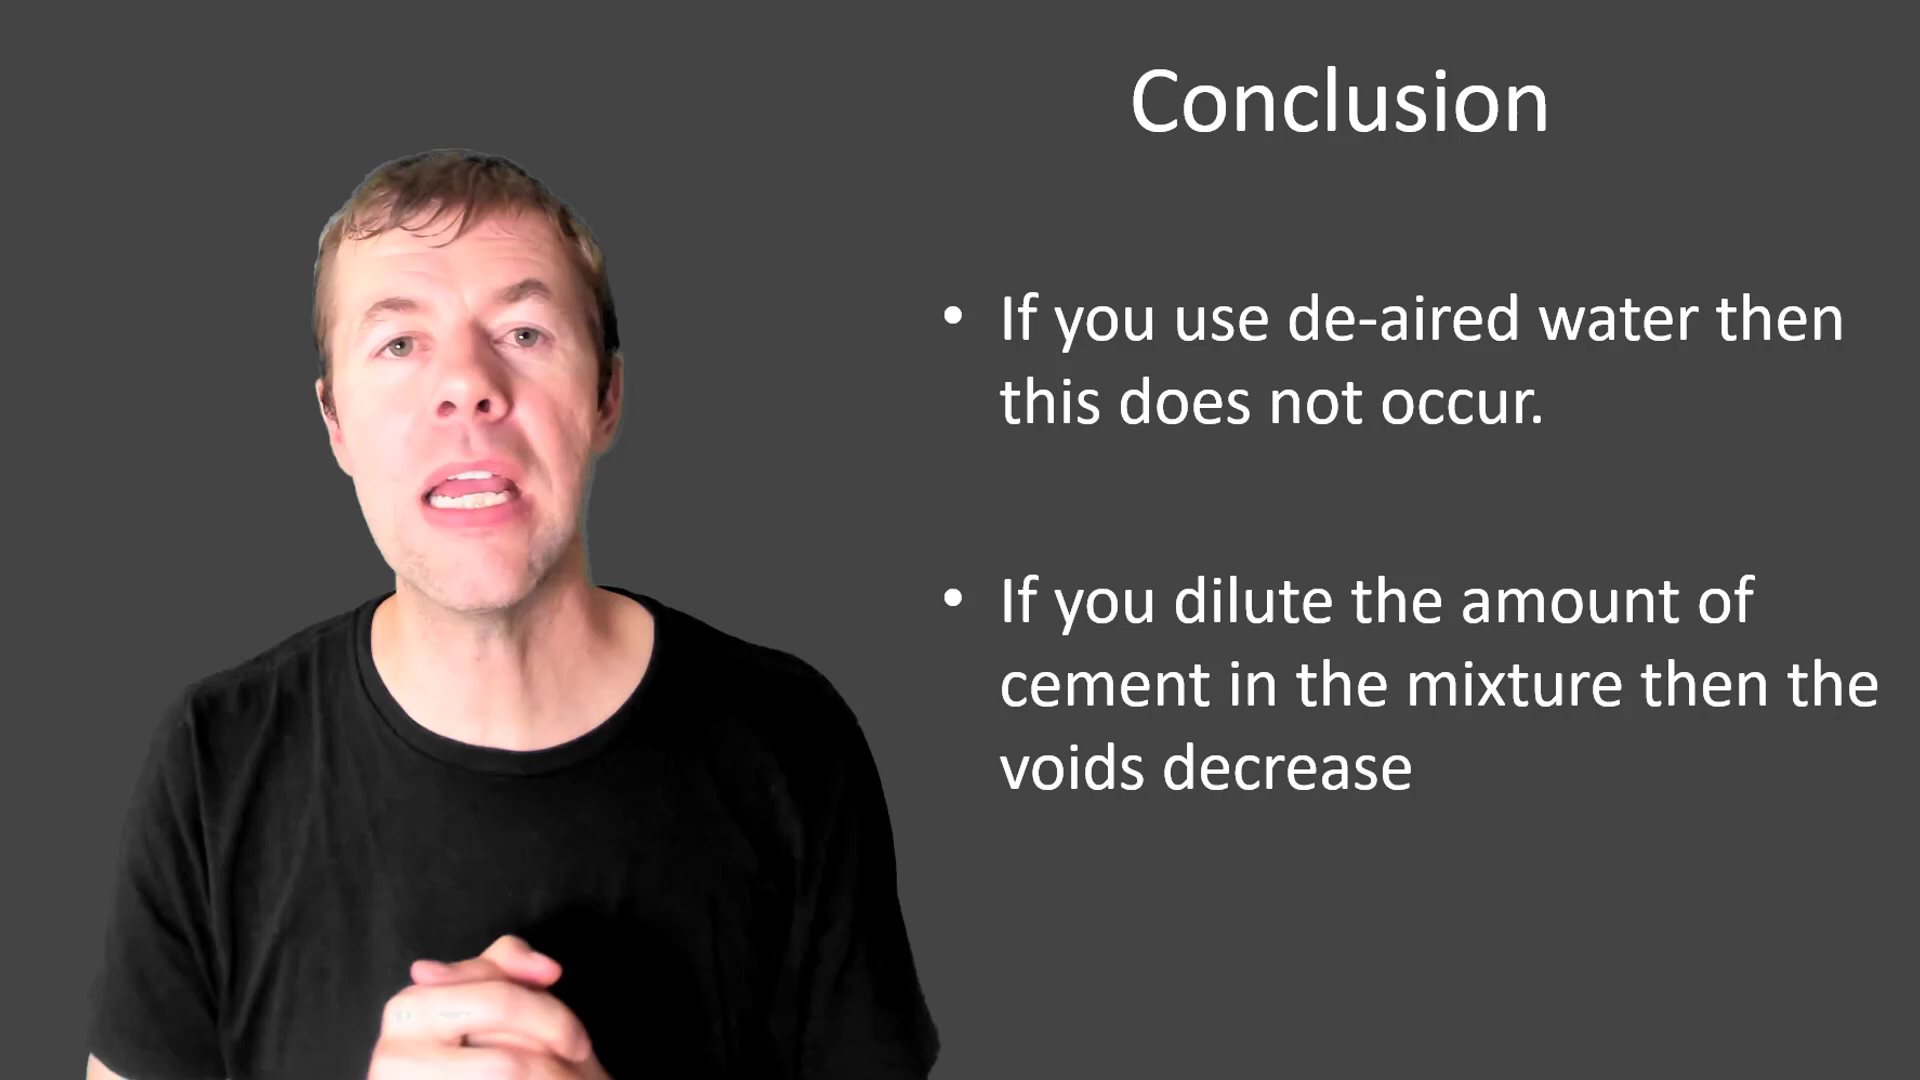 Conclusion
• If you use de-aired water then
this does not occur.
• If you dilute the amount of
cement in the mixture then the
voids decrease